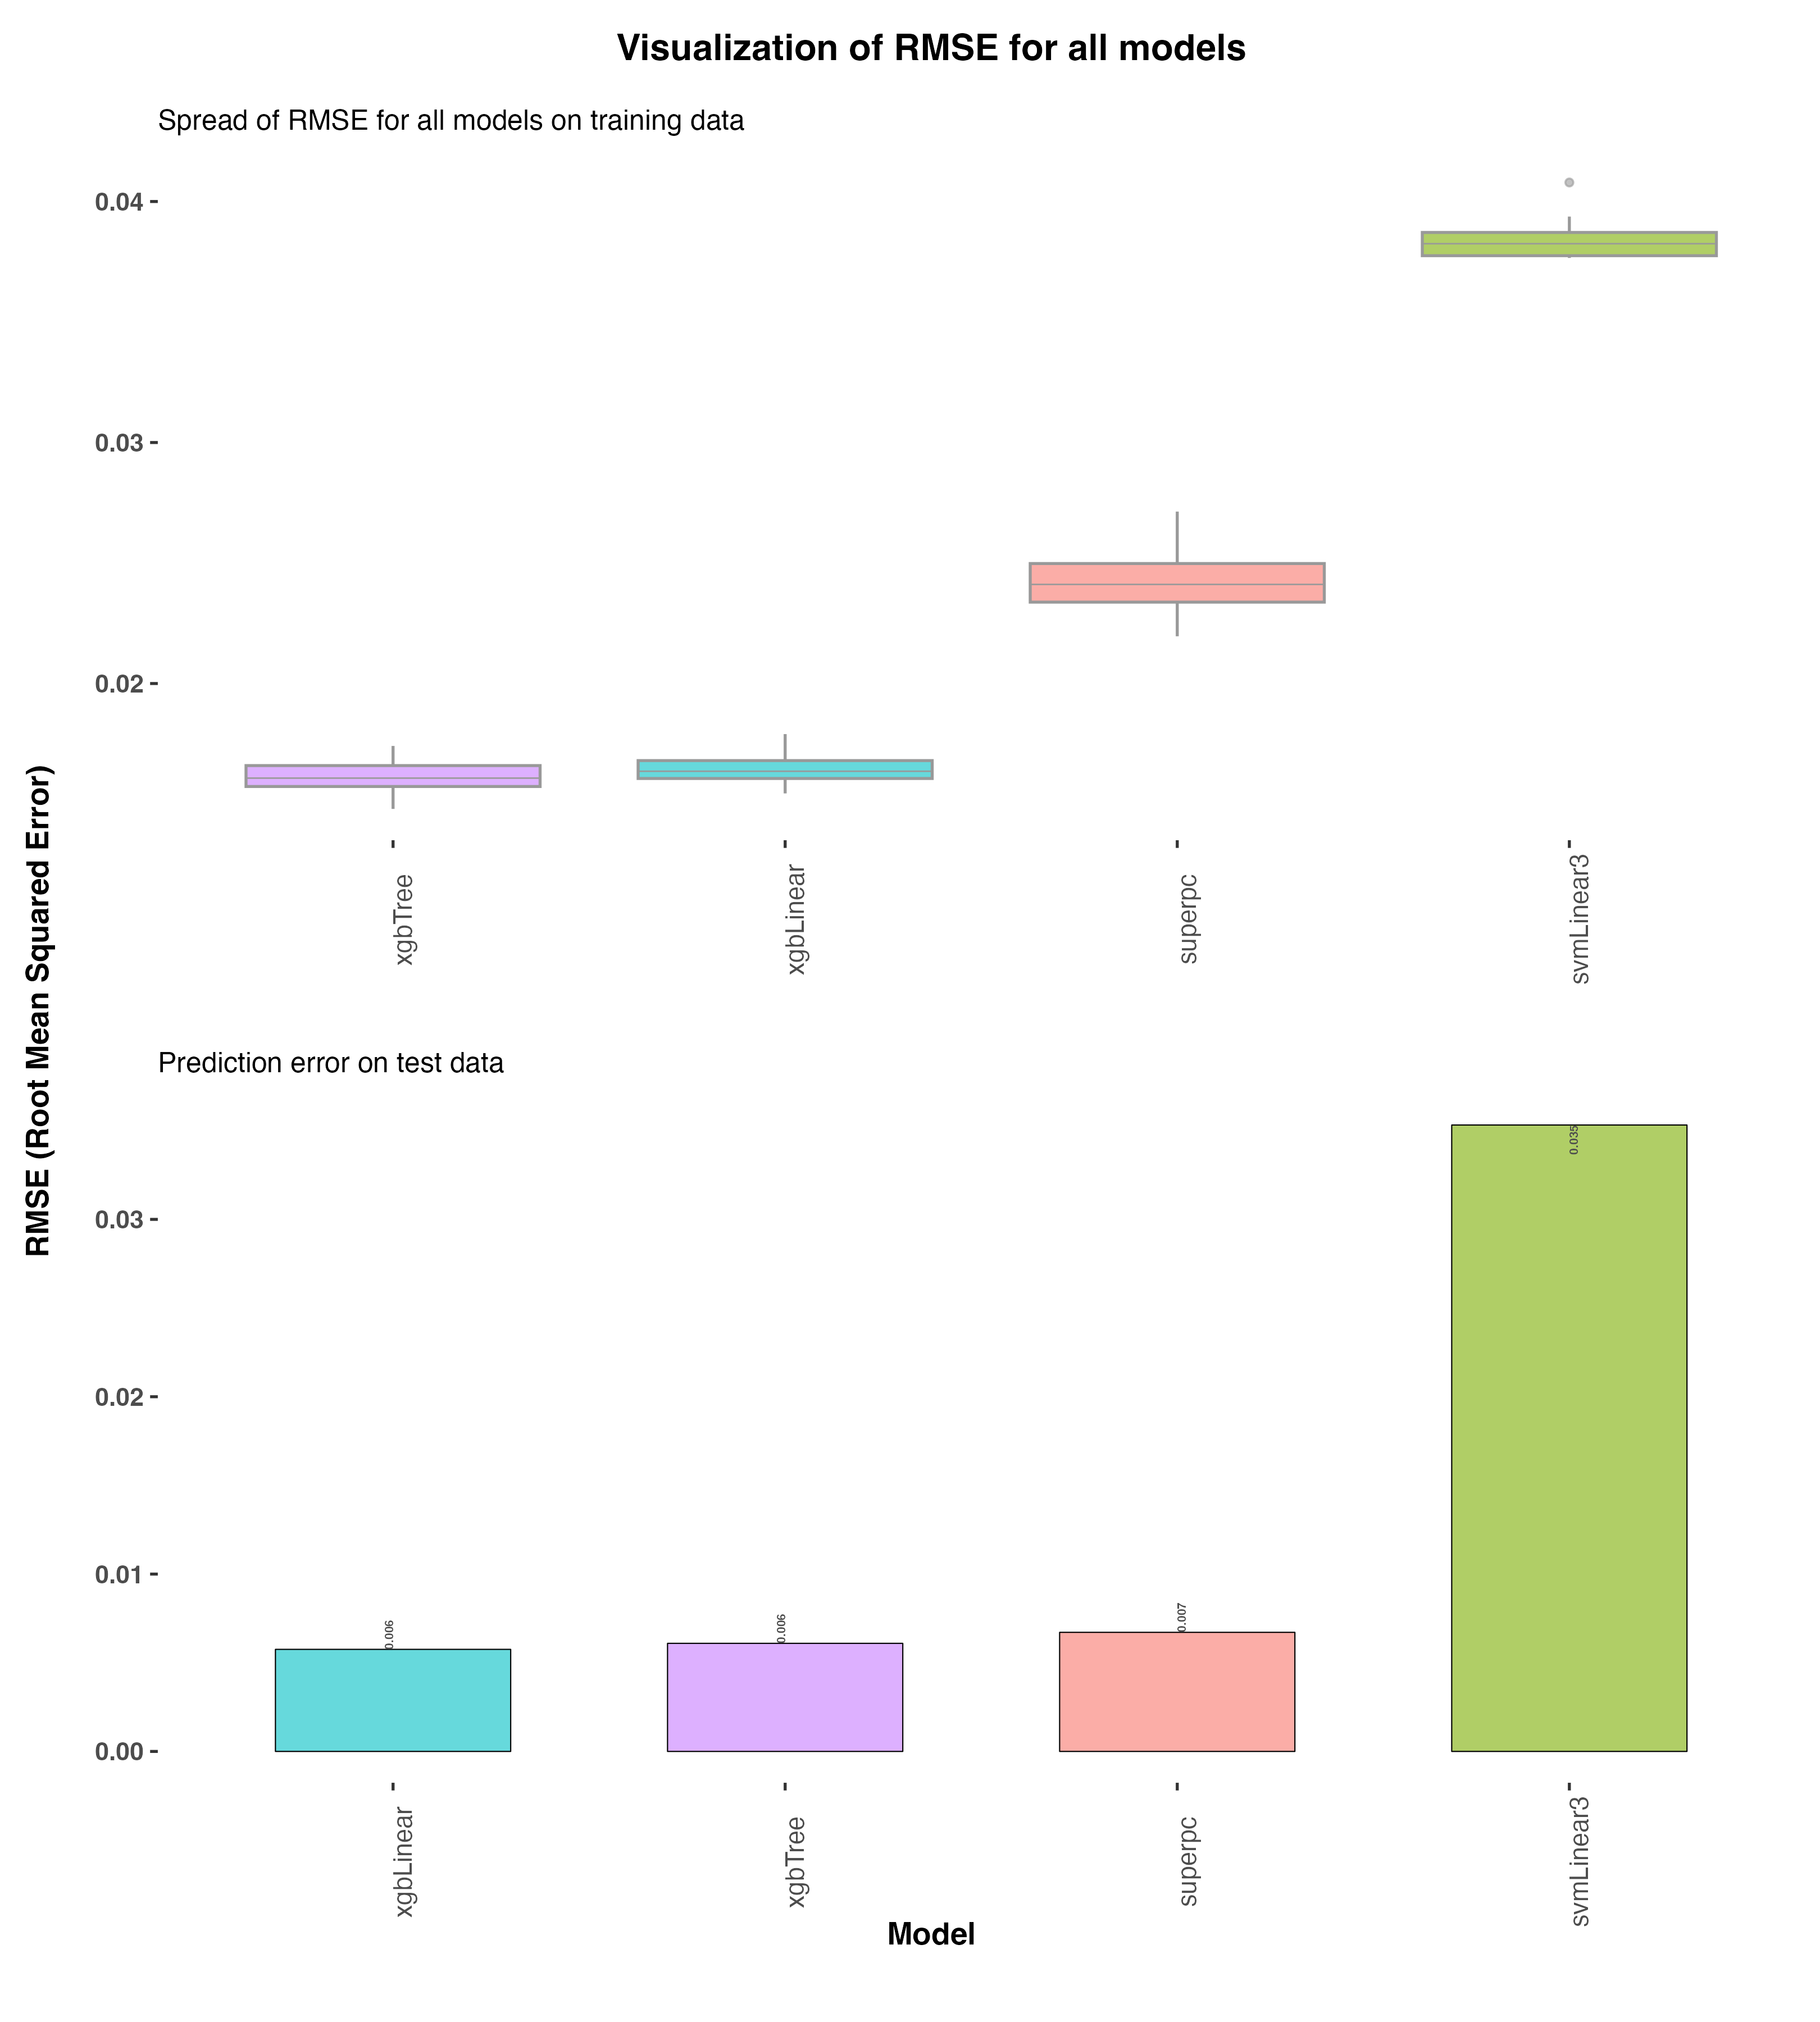 Visualization of RMSE for all models
Spread of RMSE for all models on training data
0.04
0.03
0.02
xgbTree
xgbLinear
superpc
svmLinear3
RMSE (Root Mean Squared Error)
Prediction error on test data
0.03
0.02
0.01
0.00
0.006
0.006
0.007
0.035
xgbLinear
xgbTree
superpc
svmLinear3
Model